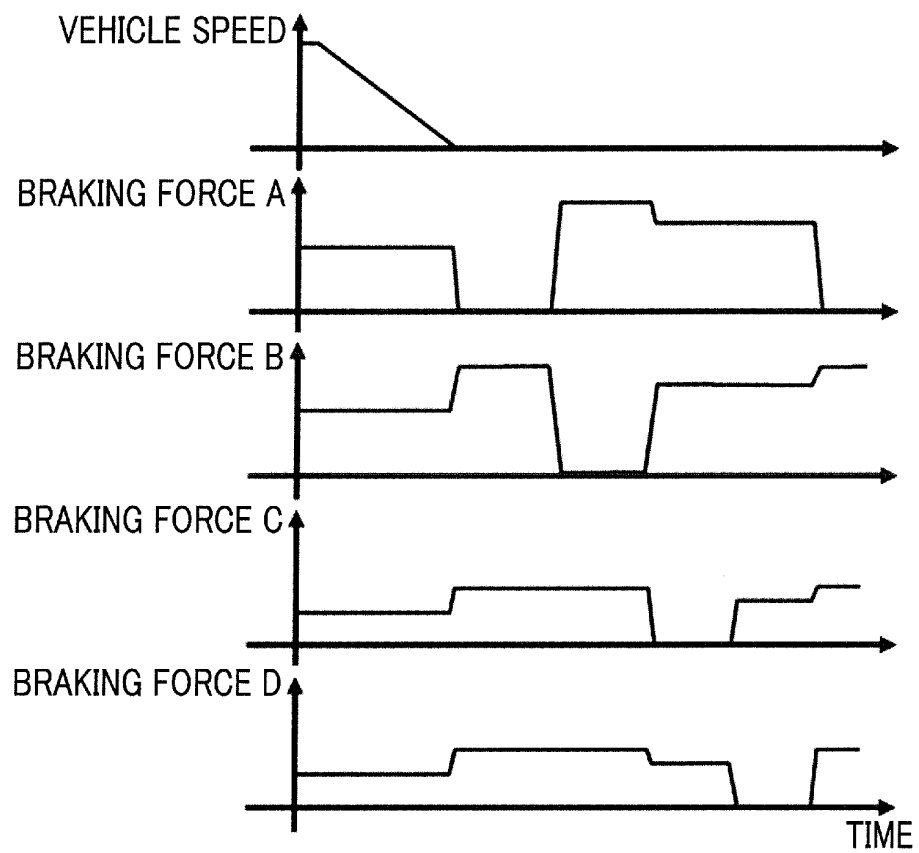 VEHICLE SPEED
BRAKING FORCE A
BRAKING FORCE B
BRAKING FORCE C
BRAKING FORCE D
TIME